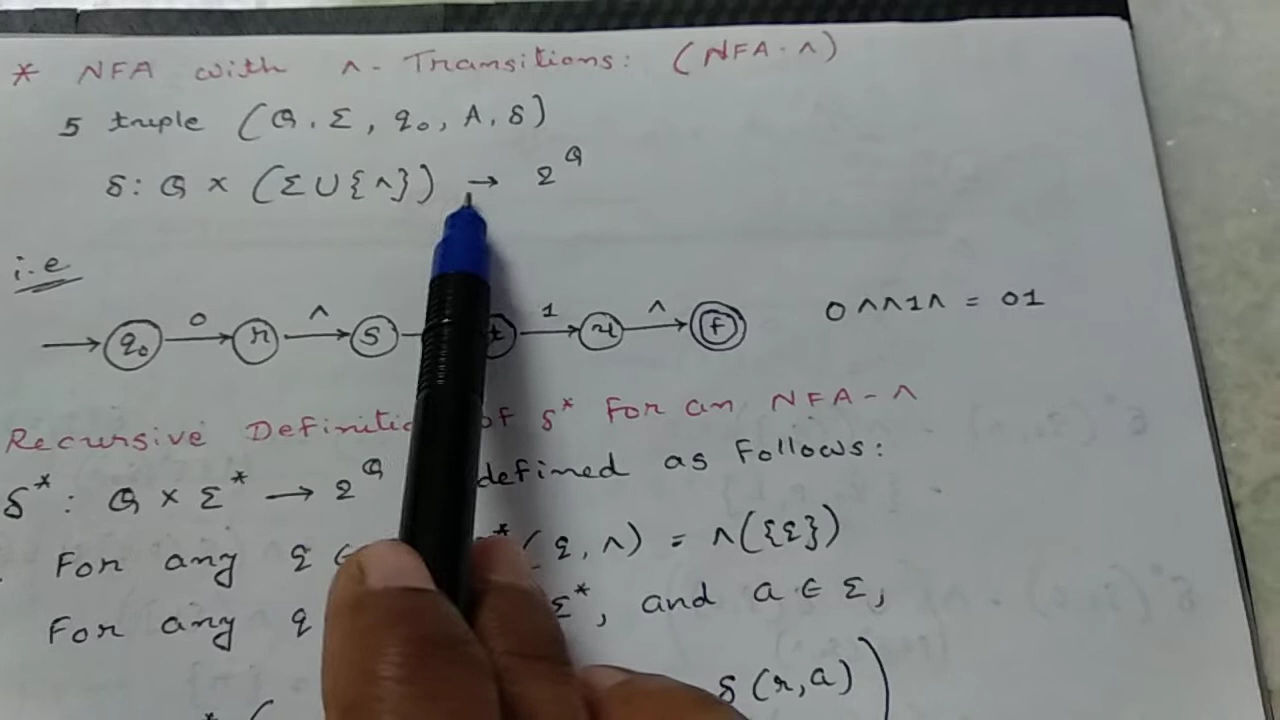 * NFA with ∧- Transitions: (NFA-∧)
5 tuple (Q, Σ, q₀, A, δ)
δ: Q × (Σ∪{∧}) → 2^Q
i.e
q₀ 0 r ∧ s t 1 u ∧ f 0∧∧1∧ = 01
Recursive Definitio of δ* For an NFA-∧
δ*: Q × Σ* → 2^Q defined as Follows:
For any q ∈ *(q, ∧) = ∧({q})
For any q Σ*, and a ∈ Σ,
δ(r,a))